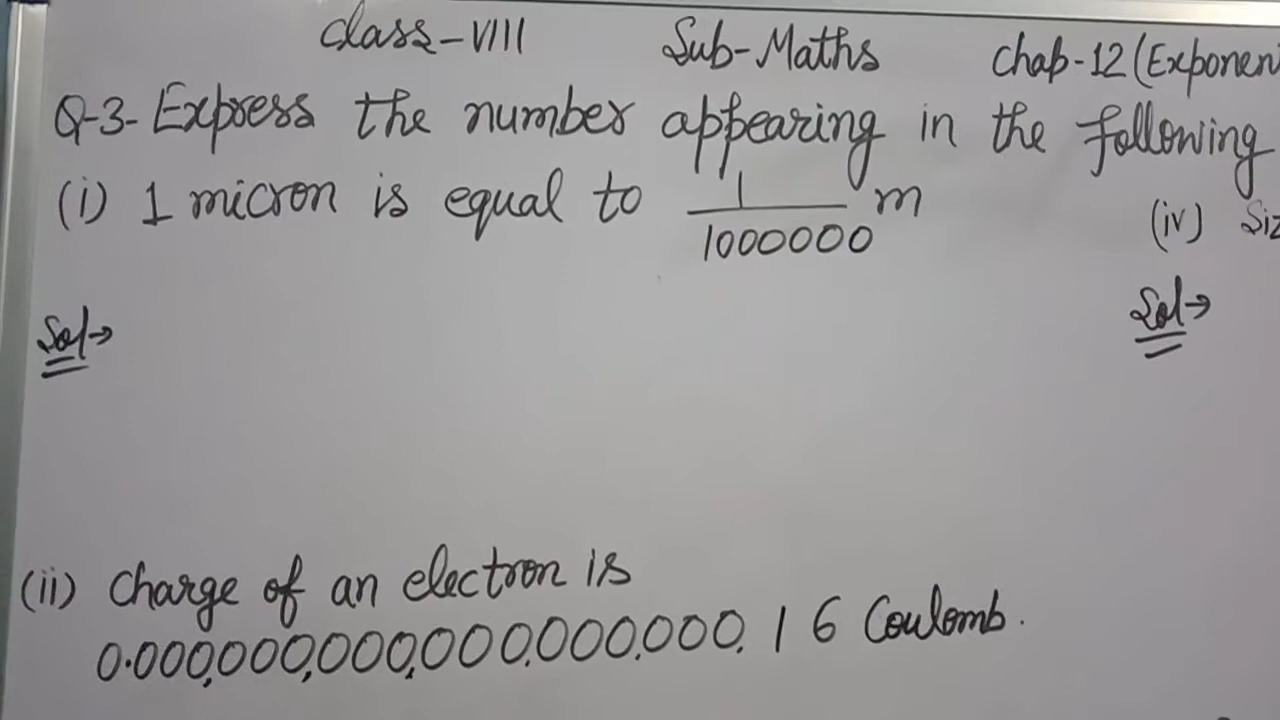 Class-VIII Sub-Maths Chap-12 (Exponen
Q-3- Express the number appearing in the following
(i) 1 micron is equal to 1/1000000 m
(iv) Siz
Sol→
Sol→
(ii) Charge of an electron is
0.000,000,000,000,000,000,16 Coulomb.